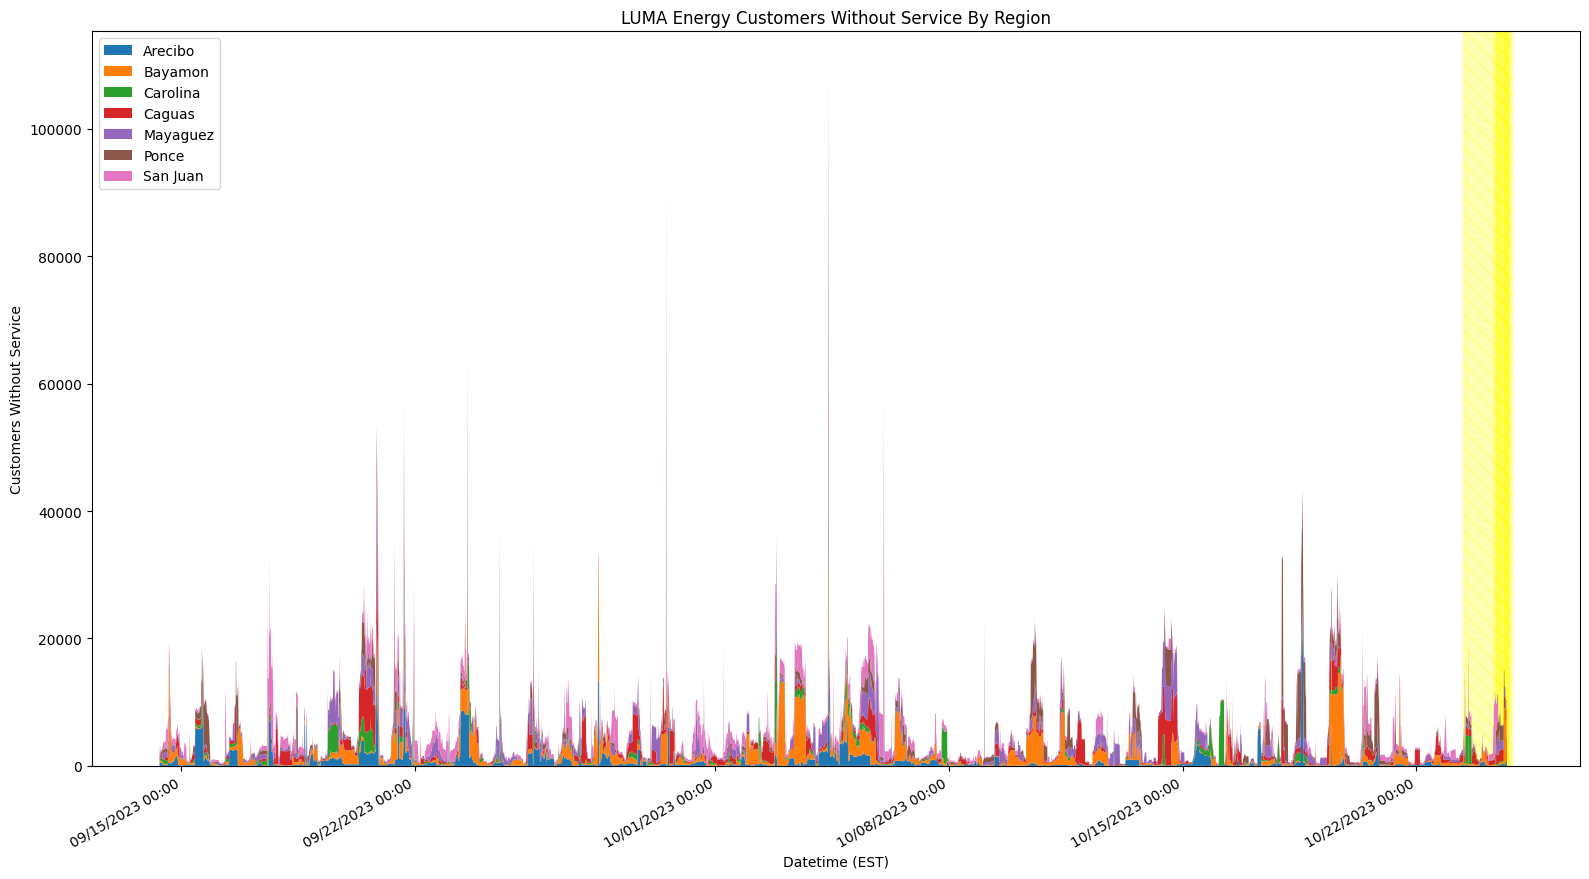 LUMA Energy Customers Without Service By Region
Arecibo
Bayamon
Carolina
Caguas
Mayaguez
Ponce
San Juan
Customers Without Service
100000
80000
60000
40000
20000
0
09/15/2023 00:00
09/22/2023 00:00
10/01/2023 00:00
10/08/2023 00:00
10/15/2023 00:00
10/22/2023 00:00
Datetime (EST)